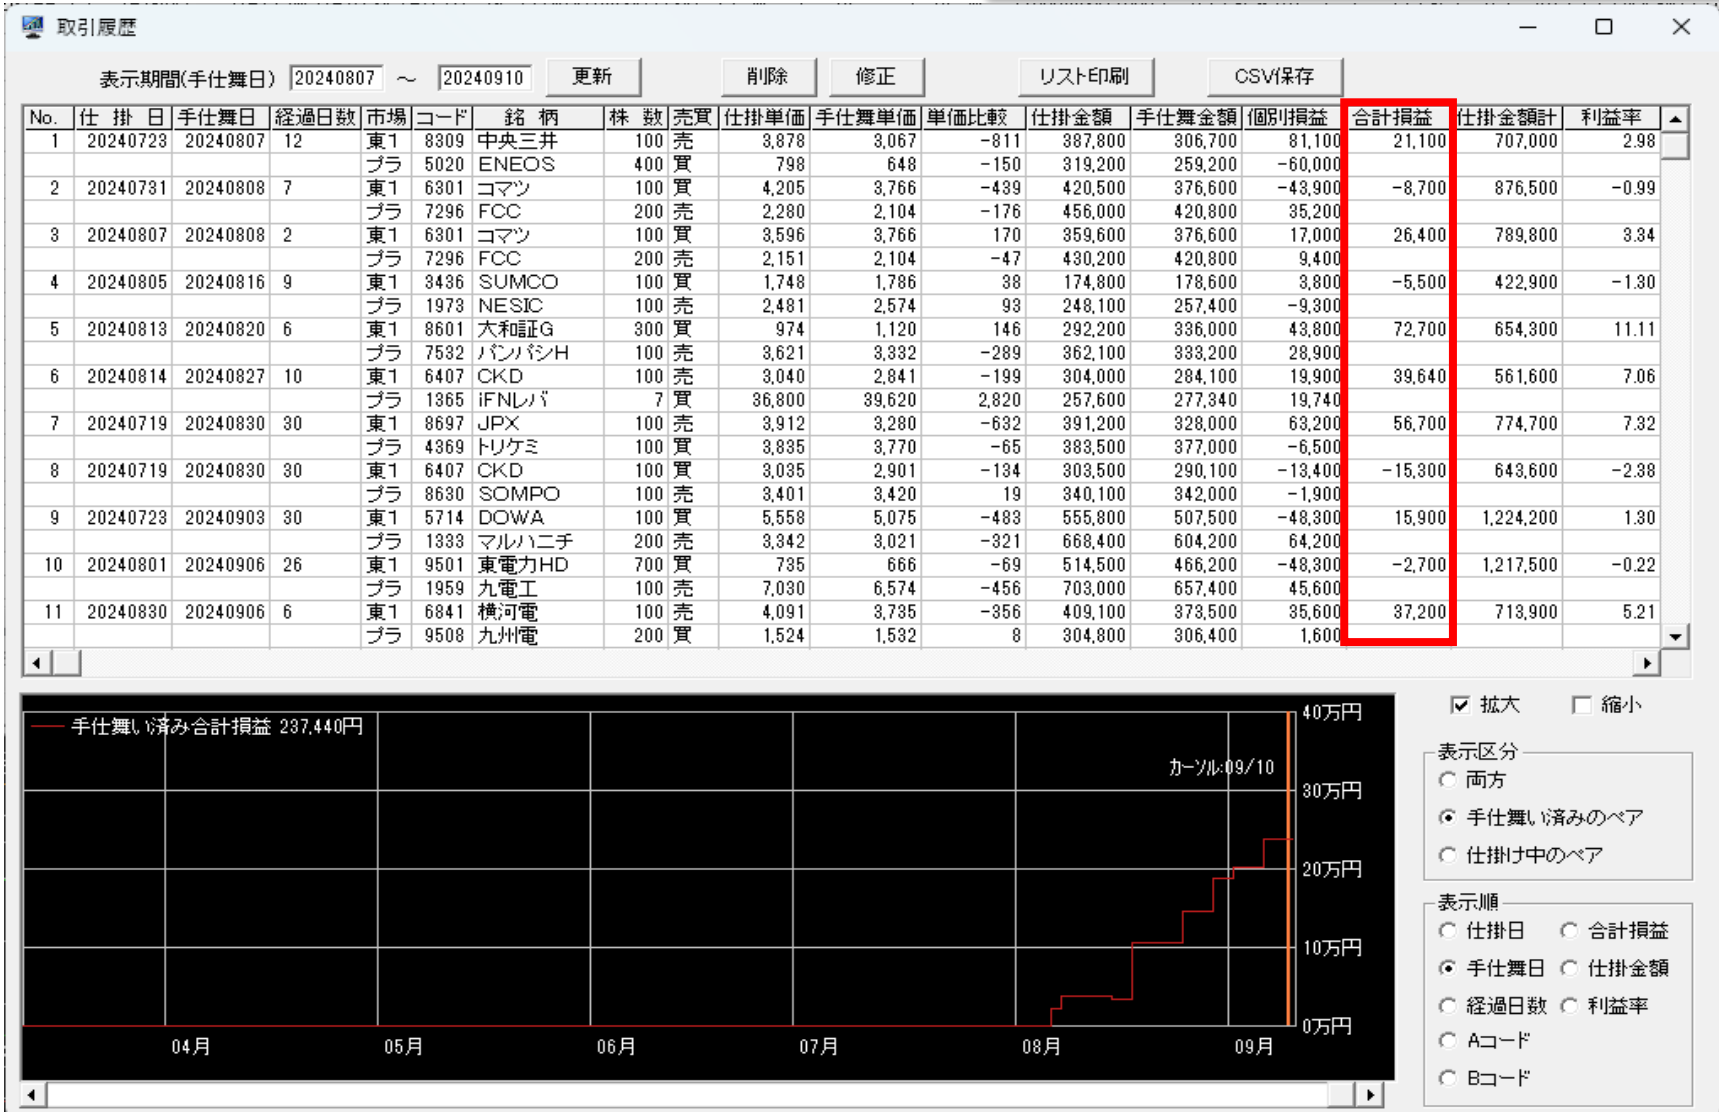 取引履歴
表示期間(手仕舞日) 20240807 ～ 20240910 更新 削除 修正 リスト印刷 CSV保存
No. 仕掛日 手仕舞日 経過日数 市場 コード 銘柄 株数 売買 仕掛単価 手仕舞単価 単価比較 仕掛金額 手仕舞金額 個別損益 合計損益 仕掛金額計 利益率
1 20240723 20240807 12 東1 8309 中央三井 100 売 3,878 3,067 -811 387,800 306,700 81,100 21,100 707,000 2.98
プラ 5020 ENEOS 400 買 798 648 -150 319,200 259,200 -60,000
2 20240731 20240808 7 東1 6301 コマツ 100 買 4,205 3,766 -439 420,500 376,600 -43,900 -8,700 876,500 -0.99
プラ 7296 FCC 200 売 2,280 2,104 -176 456,000 420,800 35,200
3 20240807 20240808 2 東1 6301 コマツ 100 買 3,596 3,766 170 359,600 376,600 17,000 26,400 789,800 3.34
プラ 7296 FCC 200 売 2,151 2,104 -47 430,200 420,800 9,400
4 20240805 20240816 9 東1 3436 SUMCO 100 買 1,748 1,786 38 174,800 178,600 3,800 -5,500 422,900 -1.30
プラ 1973 NESIC 100 売 2,481 2,574 93 248,100 257,400 -9,300
5 20240813 20240820 6 東1 8601 大和証G 300 買 974 1,120 146 292,200 336,000 43,800 72,700 654,300 11.11
プラ 7532 パンパシH 100 売 3,621 3,332 -289 362,100 333,200 28,900
6 20240814 20240827 10 東1 6407 CKD 100 売 3,040 2,841 -199 304,000 284,100 19,900 39,640 561,600 7.06
プラ 1365 iFNレバ 7 買 36,800 39,620 2,820 257,600 277,340 19,740
7 20240719 20240830 30 東1 8697 JPX 100 売 3,912 3,280 -632 391,200 328,000 63,200 56,700 774,700 7.32
プラ 4369 トリケミ 100 買 3,835 3,770 -65 383,500 377,000 -6,500
8 20240719 20240830 30 東1 6407 CKD 100 買 3,035 2,901 -134 303,500 290,100 -13,400 -15,300 643,600 -2.38
プラ 8630 SOMPO 100 売 3,401 3,420 19 340,100 342,000 -1,900
9 20240723 20240903 30 東1 5714 DOWA 100 買 5,558 5,075 -483 555,800 507,500 -48,300 15,900 1,224,200 1.30
プラ 1333 マルハニチ 200 売 3,342 3,021 -321 668,400 604,200 64,200
10 20240801 20240906 26 東1 9501 東電力HD 700 買 735 666 -69 514,500 466,200 -48,300 -2,700 1,217,500 -0.22
プラ 1959 九電工 100 売 7,030 6,574 -456 703,000 657,400 45,600
11 20240830 20240906 6 東1 6841 横河電 100 売 4,091 3,735 -356 409,100 373,500 35,600 37,200 713,900 5.21
プラ 9508 九州電 200 買 1,524 1,532 8 304,800 306,400 1,600
手仕舞い済み合計損益 237,440円
カーソル:09/10
40万円
30万円
20万円
10万円
0万円
04月 05月 06月 07月 08月 09月
拡大 縮小
表示区分
両方
手仕舞い済みのペア
仕掛け中のペア
表示順
仕掛日 合計損益
手仕舞日 仕掛金額
経過日数 利益率
Aコード
Bコード